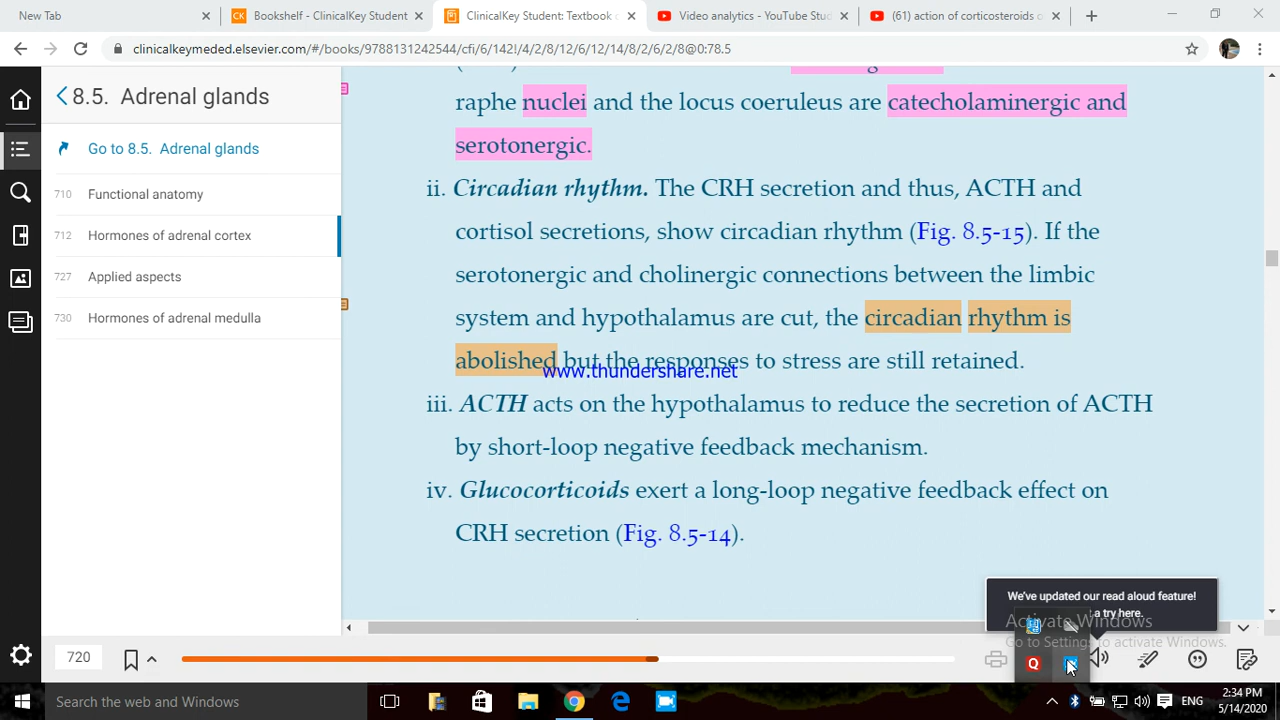 New Tab
Bookshelf - ClinicalKey Student
ClinicalKey Student: Textbook
Video analytics - YouTube Stud
(61) action of corticosteroids o
clinicalkeymeded.elsevier.com/#/books/9788131242544/cfi/6/142!/4/2/8/12/6/12/14/8/2/6/2/8@0:78.5
8.5. Adrenal glands
Go to 8.5. Adrenal glands
710 Functional anatomy
712 Hormones of adrenal cortex
727 Applied aspects
730 Hormones of adrenal medulla
raphe nuclei and the locus coeruleus are catecholaminergic and
serotonergic.
ii. Circadian rhythm. The CRH secretion and thus, ACTH and
cortisol secretions, show circadian rhythm (Fig. 8.5-15). If the
serotonergic and cholinergic connections between the limbic
system and hypothalamus are cut, the circadian rhythm is
abolished but the responses to stress are still retained.
www.thundershare.net
iii. ACTH acts on the hypothalamus to reduce the secretion of ACTH
by short-loop negative feedback mechanism.
iv. Glucocorticoids exert a long-loop negative feedback effect on
CRH secretion (Fig. 8.5-14).
We've updated our read aloud feature!
a try here.
Activate Windows
Go to Settings to activate Windows.
720
Search the web and Windows
ENG
2:34 PM
5/14/2020